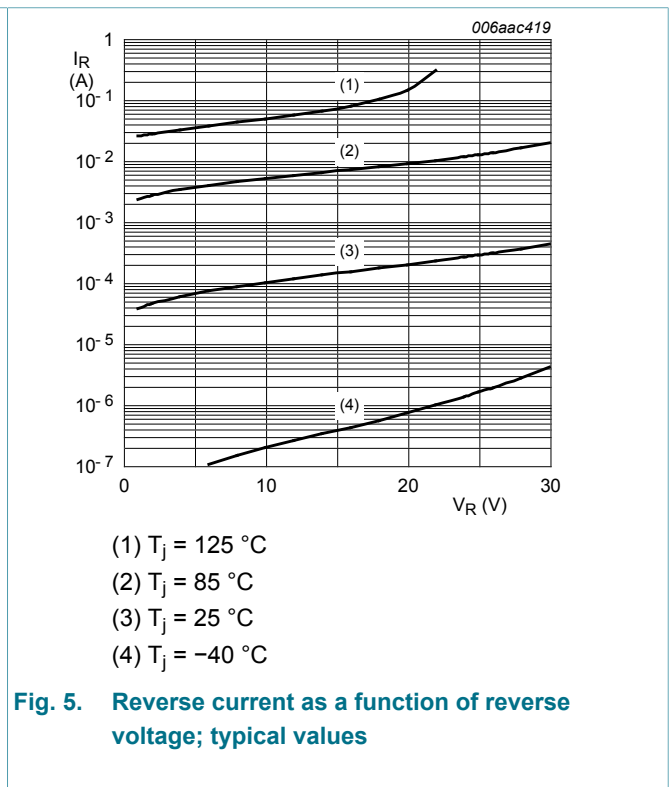 006aac419
I_R
(A)
1
10^-1
10^-2
10^-3
10^-4
10^-5
10^-6
10^-7
(1)
(2)
(3)
(4)
0 10 20 30
V_R (V)
(1) T_j = 125 °C
(2) T_j = 85 °C
(3) T_j = 25 °C
(4) T_j = −40 °C
Fig. 5. Reverse current as a function of reverse
voltage; typical values